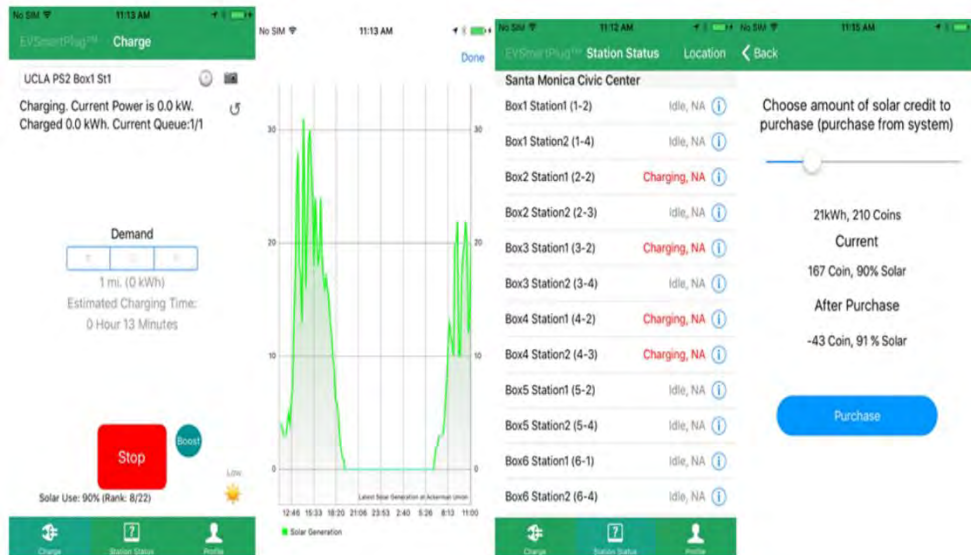 No SIM 11:13 AM
EVSmartPlug™ Charge
UCLA PS2 Box1 St1
Charging. Current Power is 0.0 kW.
Charged 0.0 kWh. Current Queue:1/1
Demand
1 mi. (0 kWh)
Estimated Charging Time:
0 Hour 13 Minutes
Stop
Boost
Low
Solar Use: 90% (Rank: 8/22)
Charge Station Status Profile
No SIM 11:13 AM
Done
30 30
20 20
10 10
0 0
Latest Solar Generation at Ackerman Union
12:46 15:33 18:20 21:06 23:53 2:40 5:26 8:13 11:00
Solar Generation
No SIM 11:12 AM
EVSmartPlug™ Station Status Location
Santa Monica Civic Center
Box1 Station1 (1-2) Idle, NA
Box1 Station2 (1-4) Idle, NA
Box2 Station1 (2-2) Charging, NA
Box2 Station2 (2-3) Idle, NA
Box3 Station1 (3-2) Charging, NA
Box3 Station2 (3-4) Idle, NA
Box4 Station1 (4-2) Charging, NA
Box4 Station2 (4-3) Charging, NA
Box5 Station1 (5-2) Idle, NA
Box5 Station2 (5-4) Idle, NA
Box6 Station1 (6-1) Idle, NA
Box6 Station2 (6-4) Idle, NA
Charge Station Status Profile
No SIM 11:15 AM
Back
Choose amount of solar credit to
purchase (purchase from system)
21kWh, 210 Coins
Current
167 Coin, 90% Solar
After Purchase
-43 Coin, 91 % Solar
Purchase